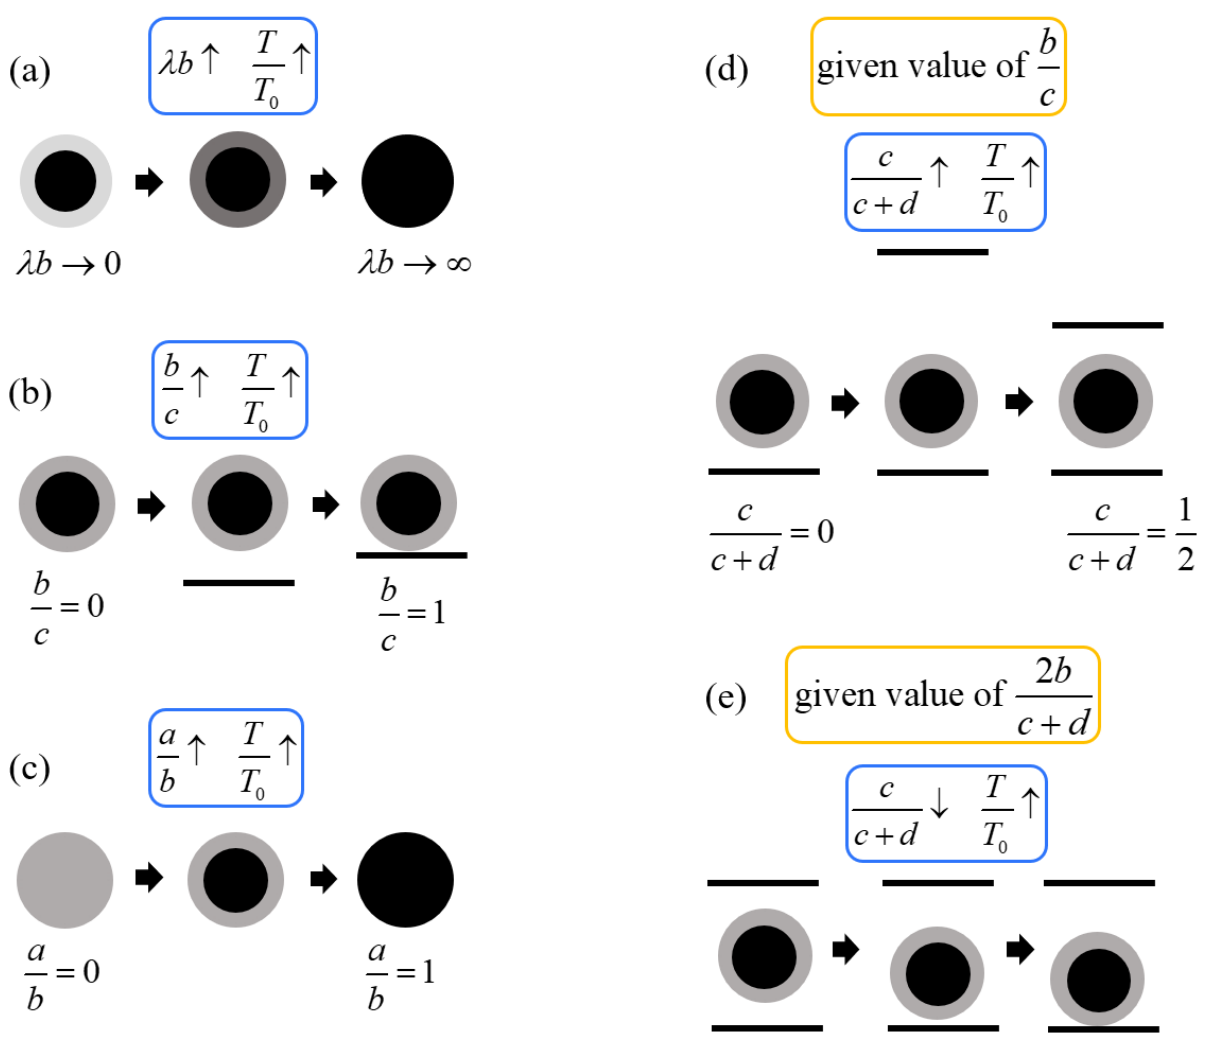 (a)
λb ↑ T/T₀ ↑
λb → 0
λb → ∞
(b)
b/c ↑ T/T₀ ↑
b/c = 0
b/c = 1
(c)
a/b ↑ T/T₀ ↑
a/b = 0
a/b = 1
(d)
given value of b/c
c/(c + d) ↑ T/T₀ ↑
c/(c + d) = 0
c/(c + d) = 1/2
(e)
given value of 2b/(c + d)
c/(c + d) ↓ T/T₀ ↑